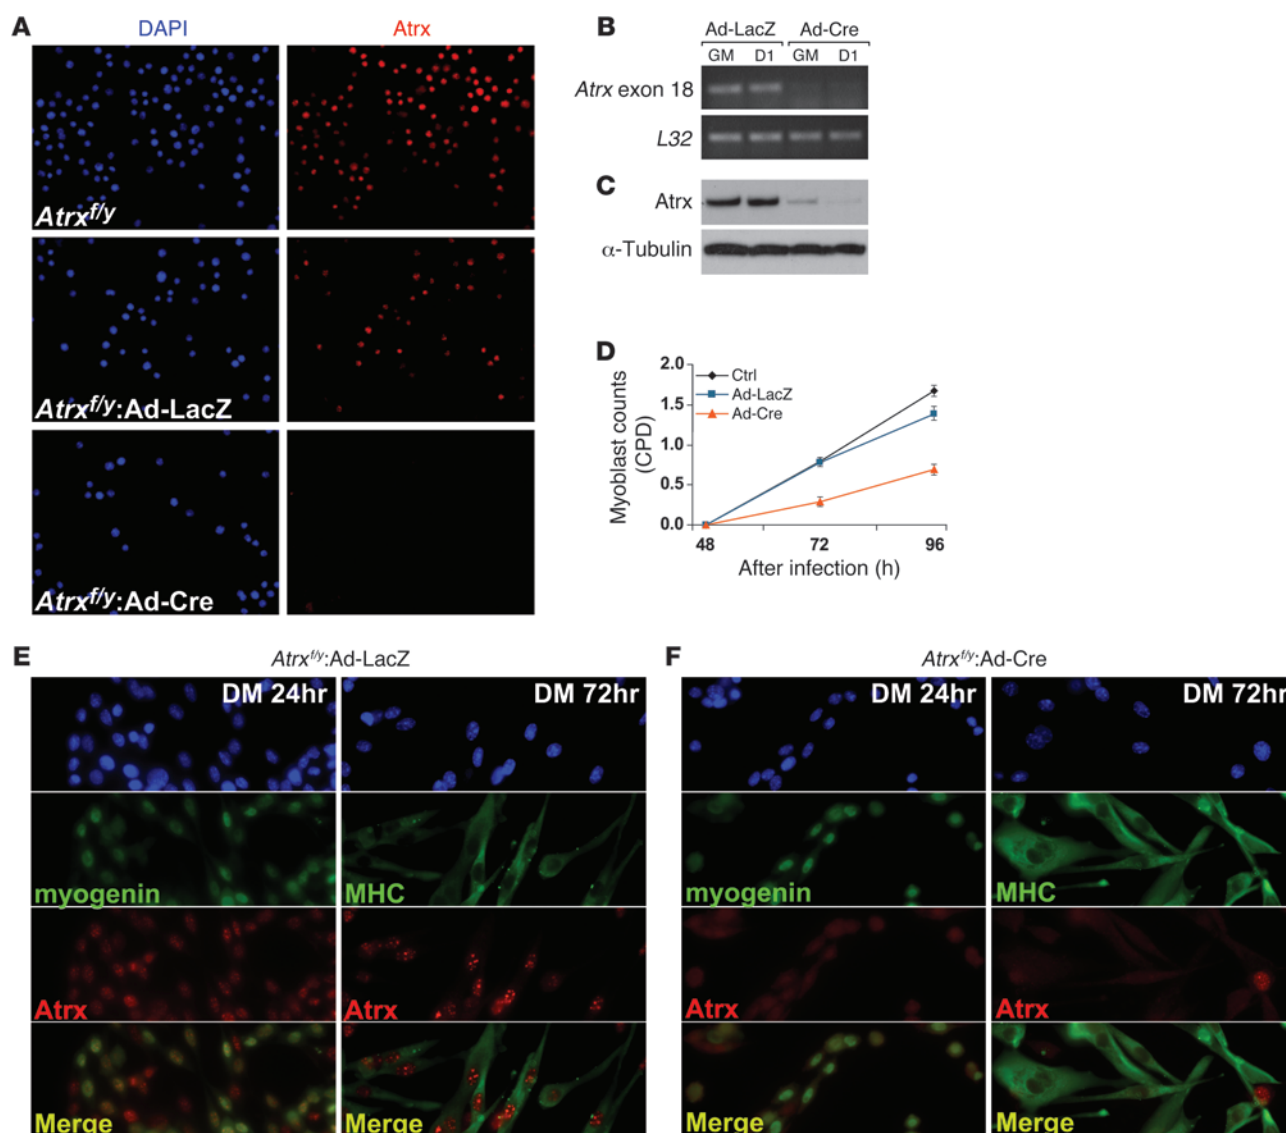 A
DAPI
Atrx
Atrxf/y
Atrxf/y:Ad-LacZ
Atrxf/y:Ad-Cre
B
Ad-LacZ Ad-Cre
GM D1 GM D1
Atrx exon 18
L32
C
Atrx
α-Tubulin
D
2.0
1.5
1.0
0.5
0.0
Myoblast counts
(CPD)
Ctrl
Ad-LacZ
Ad-Cre
48 72 96
After infection (h)
E
Atrxf/y:Ad-LacZ
DM 24hr
DM 72hr
myogenin
MHC
Atrx
Atrx
Merge
Merge
F
Atrxf/y:Ad-Cre
DM 24hr
DM 72hr
myogenin
MHC
Atrx
Atrx
Merge
Merge